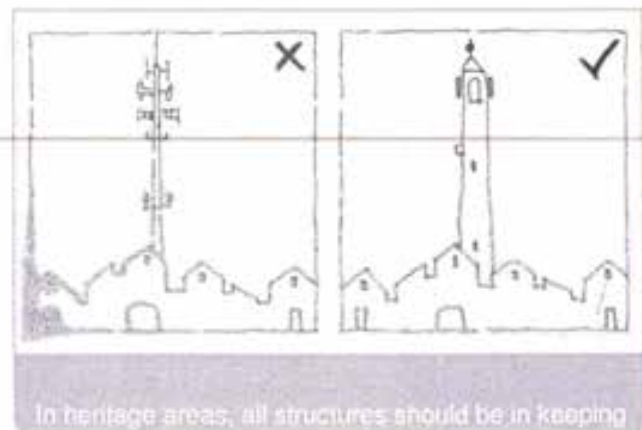 In heritage areas, all structures should be in keeping